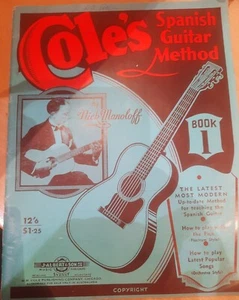 Cole's
Spanish
Guitar
Method
Nick Manoloff
BOOK
1
12'6
$1.25
THE LATEST
MOST MODERN
Up-to-date Method
for teaching the
Spanish Guitar
How to play
How to play
Latest Popular
Songs
COPYRIGHT